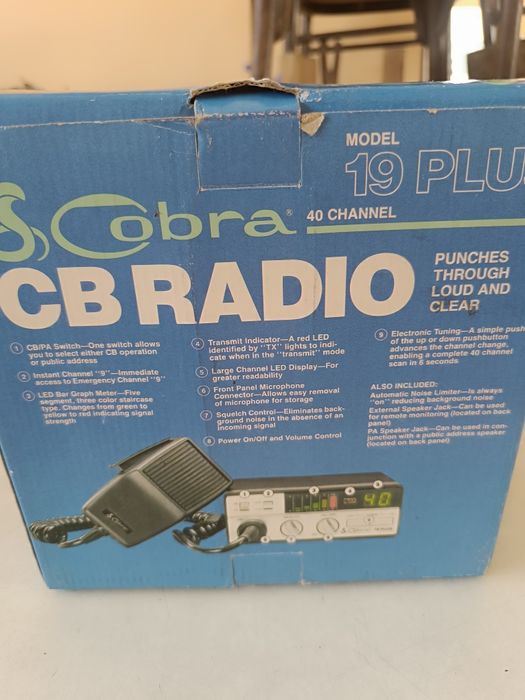 MODEL
19 PLU
Cobra®
40 CHANNEL
CB RADIO
PUNCHES
THROUGH
LOUD AND
CLEAR
1 CB/PA Switch—One switch allows
you to select either CB operation
or public address
2 Instant Channel "9"—Immediate
access to Emergency Channel "9"
3 LED Bar Graph Meter—Five
segment, three color staircase
type. Changes from green to
yellow to red indicating signal
strength
4 Transmit Indicator—A red LED
identified by "TX" lights to indi-
cate when in the "transmit" mode
5 Large Channel LED Display—For
greater readability
6 Front Panel Microphone
Connector—Allows easy removal
of microphone for storage
7 Squelch Control—Eliminates back-
ground noise in the absence of an
incoming signal
8 Power On/Off and Volume Control
9 Electronic Tuning—A simple push
of the up or down pushbutton
advances the channel change,
enabling a complete 40 channel
scan in 6 seconds
ALSO INCLUDED:
Automatic Noise Limiter—Is always
"on" reducing background noise
External Speaker Jack—Can be used
for remote monitoring (located on back
panel)
PA Speaker Jack—Can be used in con-
junction with a public address speaker
(located on back panel)
Cobra
40
Cobra